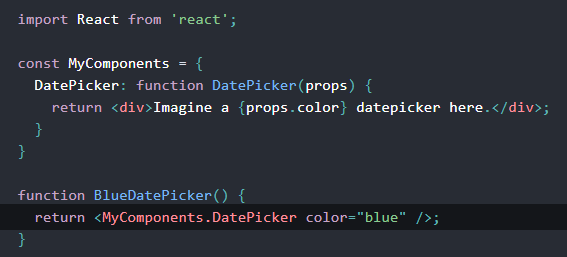 import React from 'react';

const MyComponents = {
  DatePicker: function DatePicker(props) {
    return <div>Imagine a {props.color} datepicker here.</div>;
  }
}

function BlueDatePicker() {
  return <MyComponents.DatePicker color="blue" />;
}